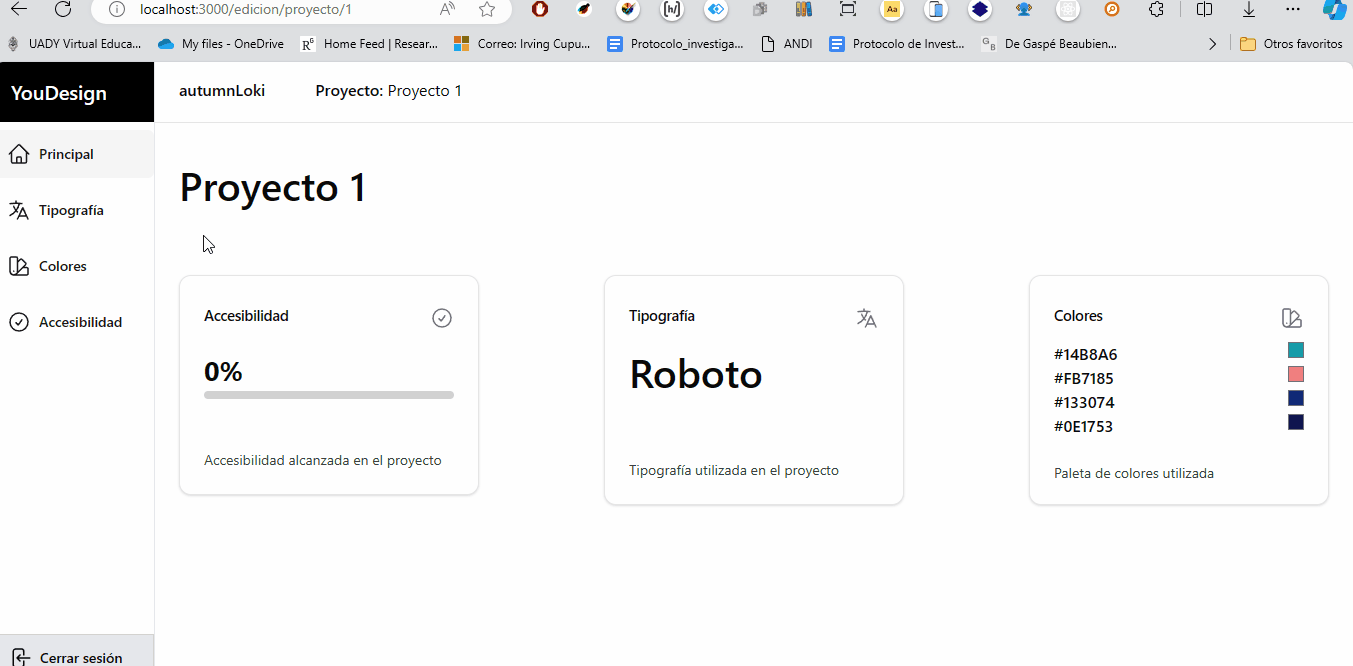 localhost:3000/edicion/proyecto/1
UADY Virtual Educa... My files - OneDrive Home Feed | Resear... Correo: Irving Cupu... Protocolo_investiga... ANDI Protocolo de Invest... De Gaspé Beaubien... Otros favoritos
YouDesign
autumnLoki Proyecto: Proyecto 1
Principal
Tipografía
Colores
Accesibilidad
Cerrar sesión
Proyecto 1
Accesibilidad
0%
Accesibilidad alcanzada en el proyecto
Tipografía
Roboto
Tipografía utilizada en el proyecto
Colores
#14B8A6
#FB7185
#133074
#0E1753
Paleta de colores utilizada